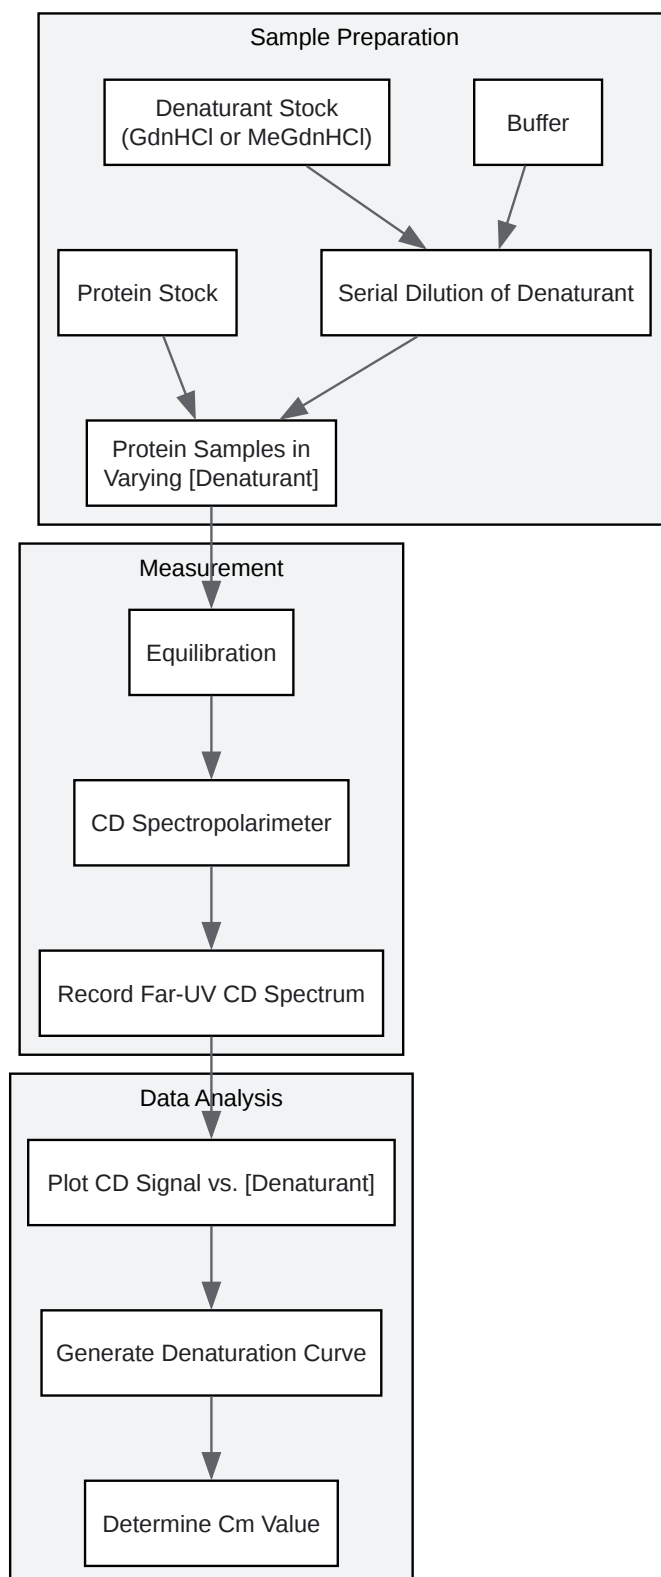 Sample Preparation
Denaturant Stock
(GdnHCl or MeGdnHCl)
Buffer
Protein Stock
Serial Dilution of Denaturant
Protein Samples in
Varying [Denaturant]
Measurement
Equilibration
CD Spectropolarimeter
Record Far-UV CD Spectrum
Data Analysis
Plot CD Signal vs. [Denaturant]
Generate Denaturation Curve
Determine Cm Value